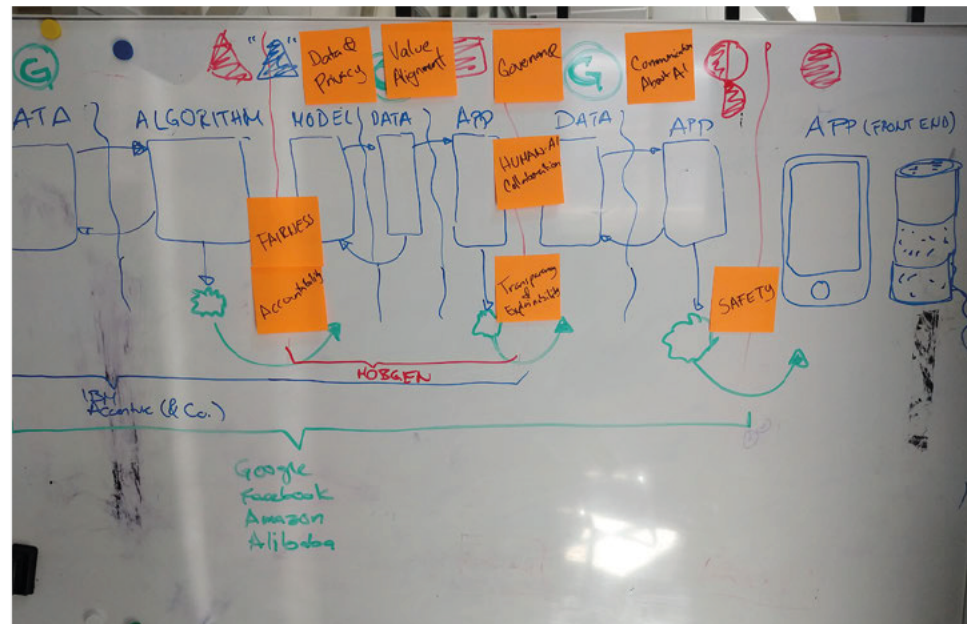 G
" "
Data &
Privacy
Value
Alignment
Governance
G
Communication
About AI
ATA
ALGORITHM
MODEL
DATA
APP
DATA
APP
APP (FRONT END)
HUMAN-AI
Collaboration
FAIRNESS
Accountability
Transparency
&
Explainability
SAFETY
HÖBGEN
IBM
Accenture (& Co.)
Google
Facebook
Amazon
Alibaba